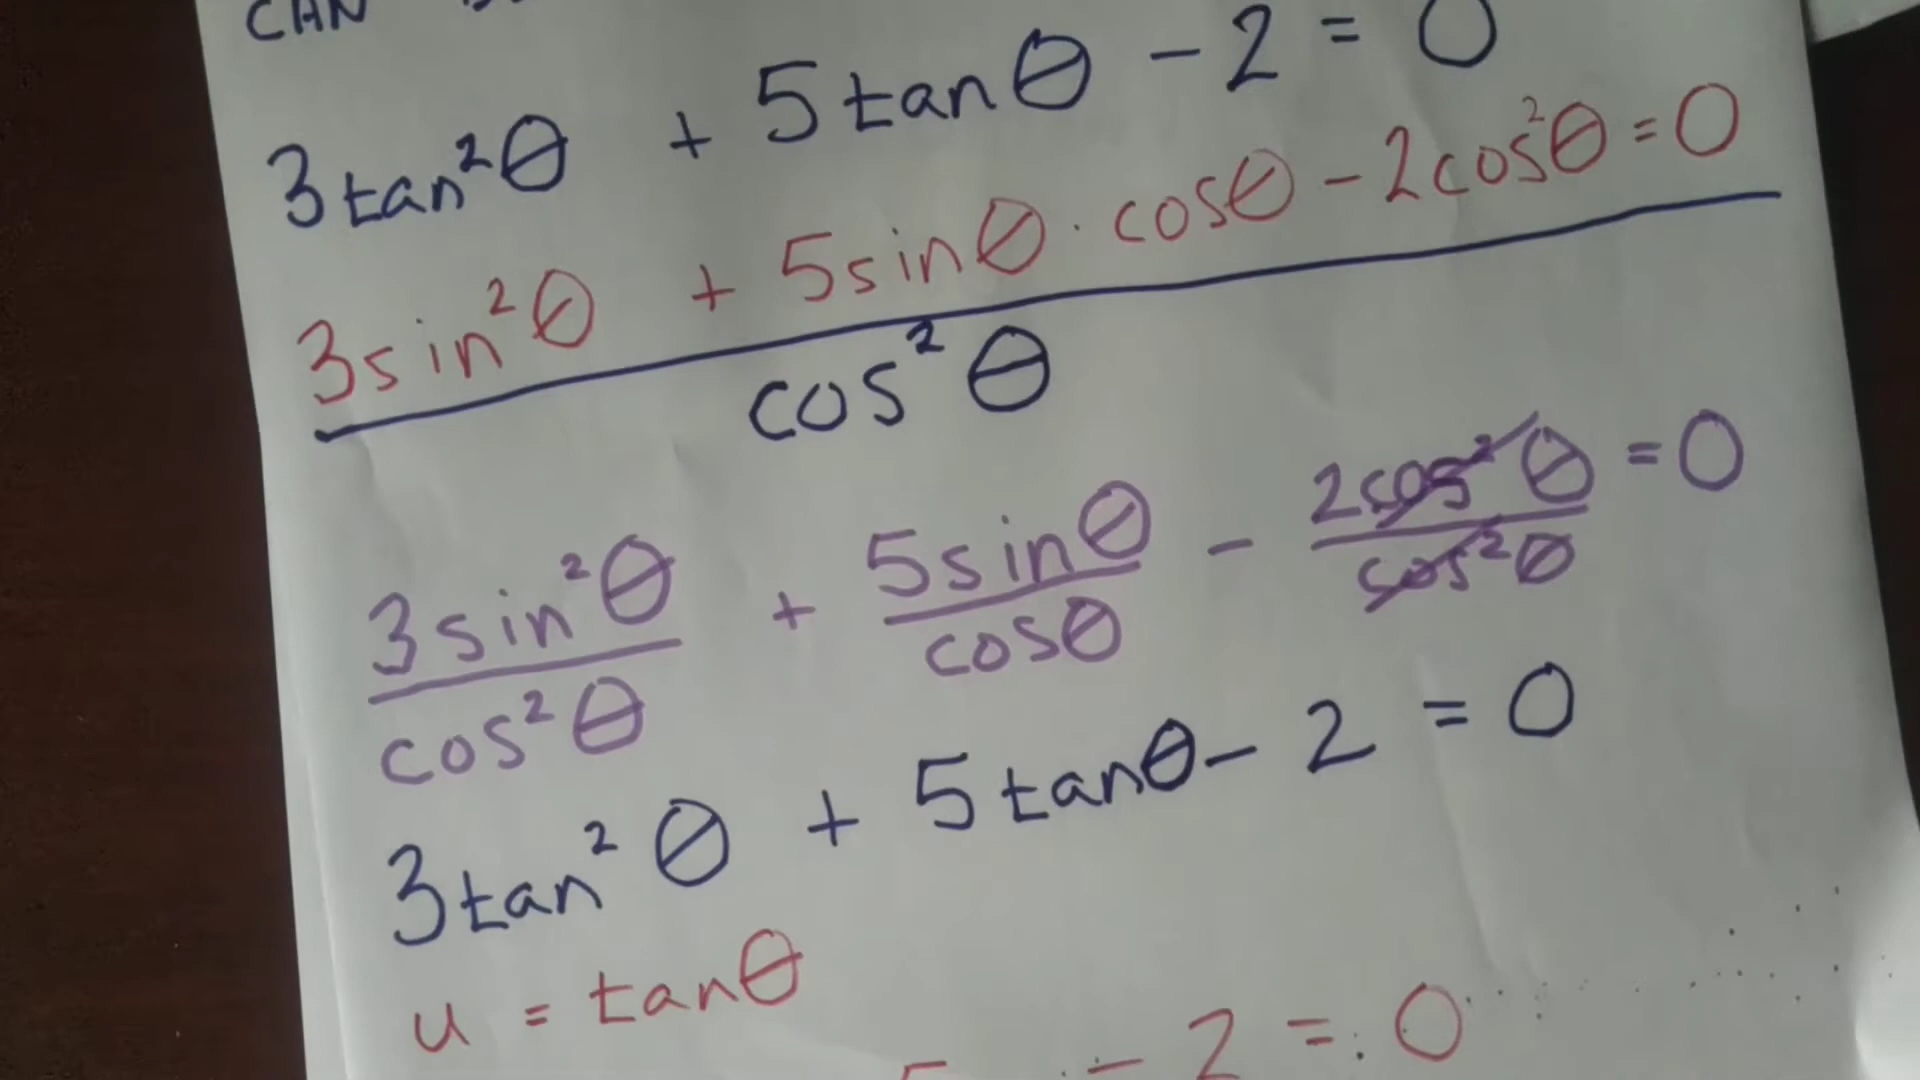 CAN
3tan²θ + 5tanθ - 2 = 0
3sin²θ + 5sinθ · cosθ - 2cos²θ = 0
cos²θ
3sin²θ + 5sinθ - 2cos²θ = 0
cos²θ cosθ cos²θ
3tan²θ + 5tanθ - 2 = 0
u = tanθ
- 2 = 0